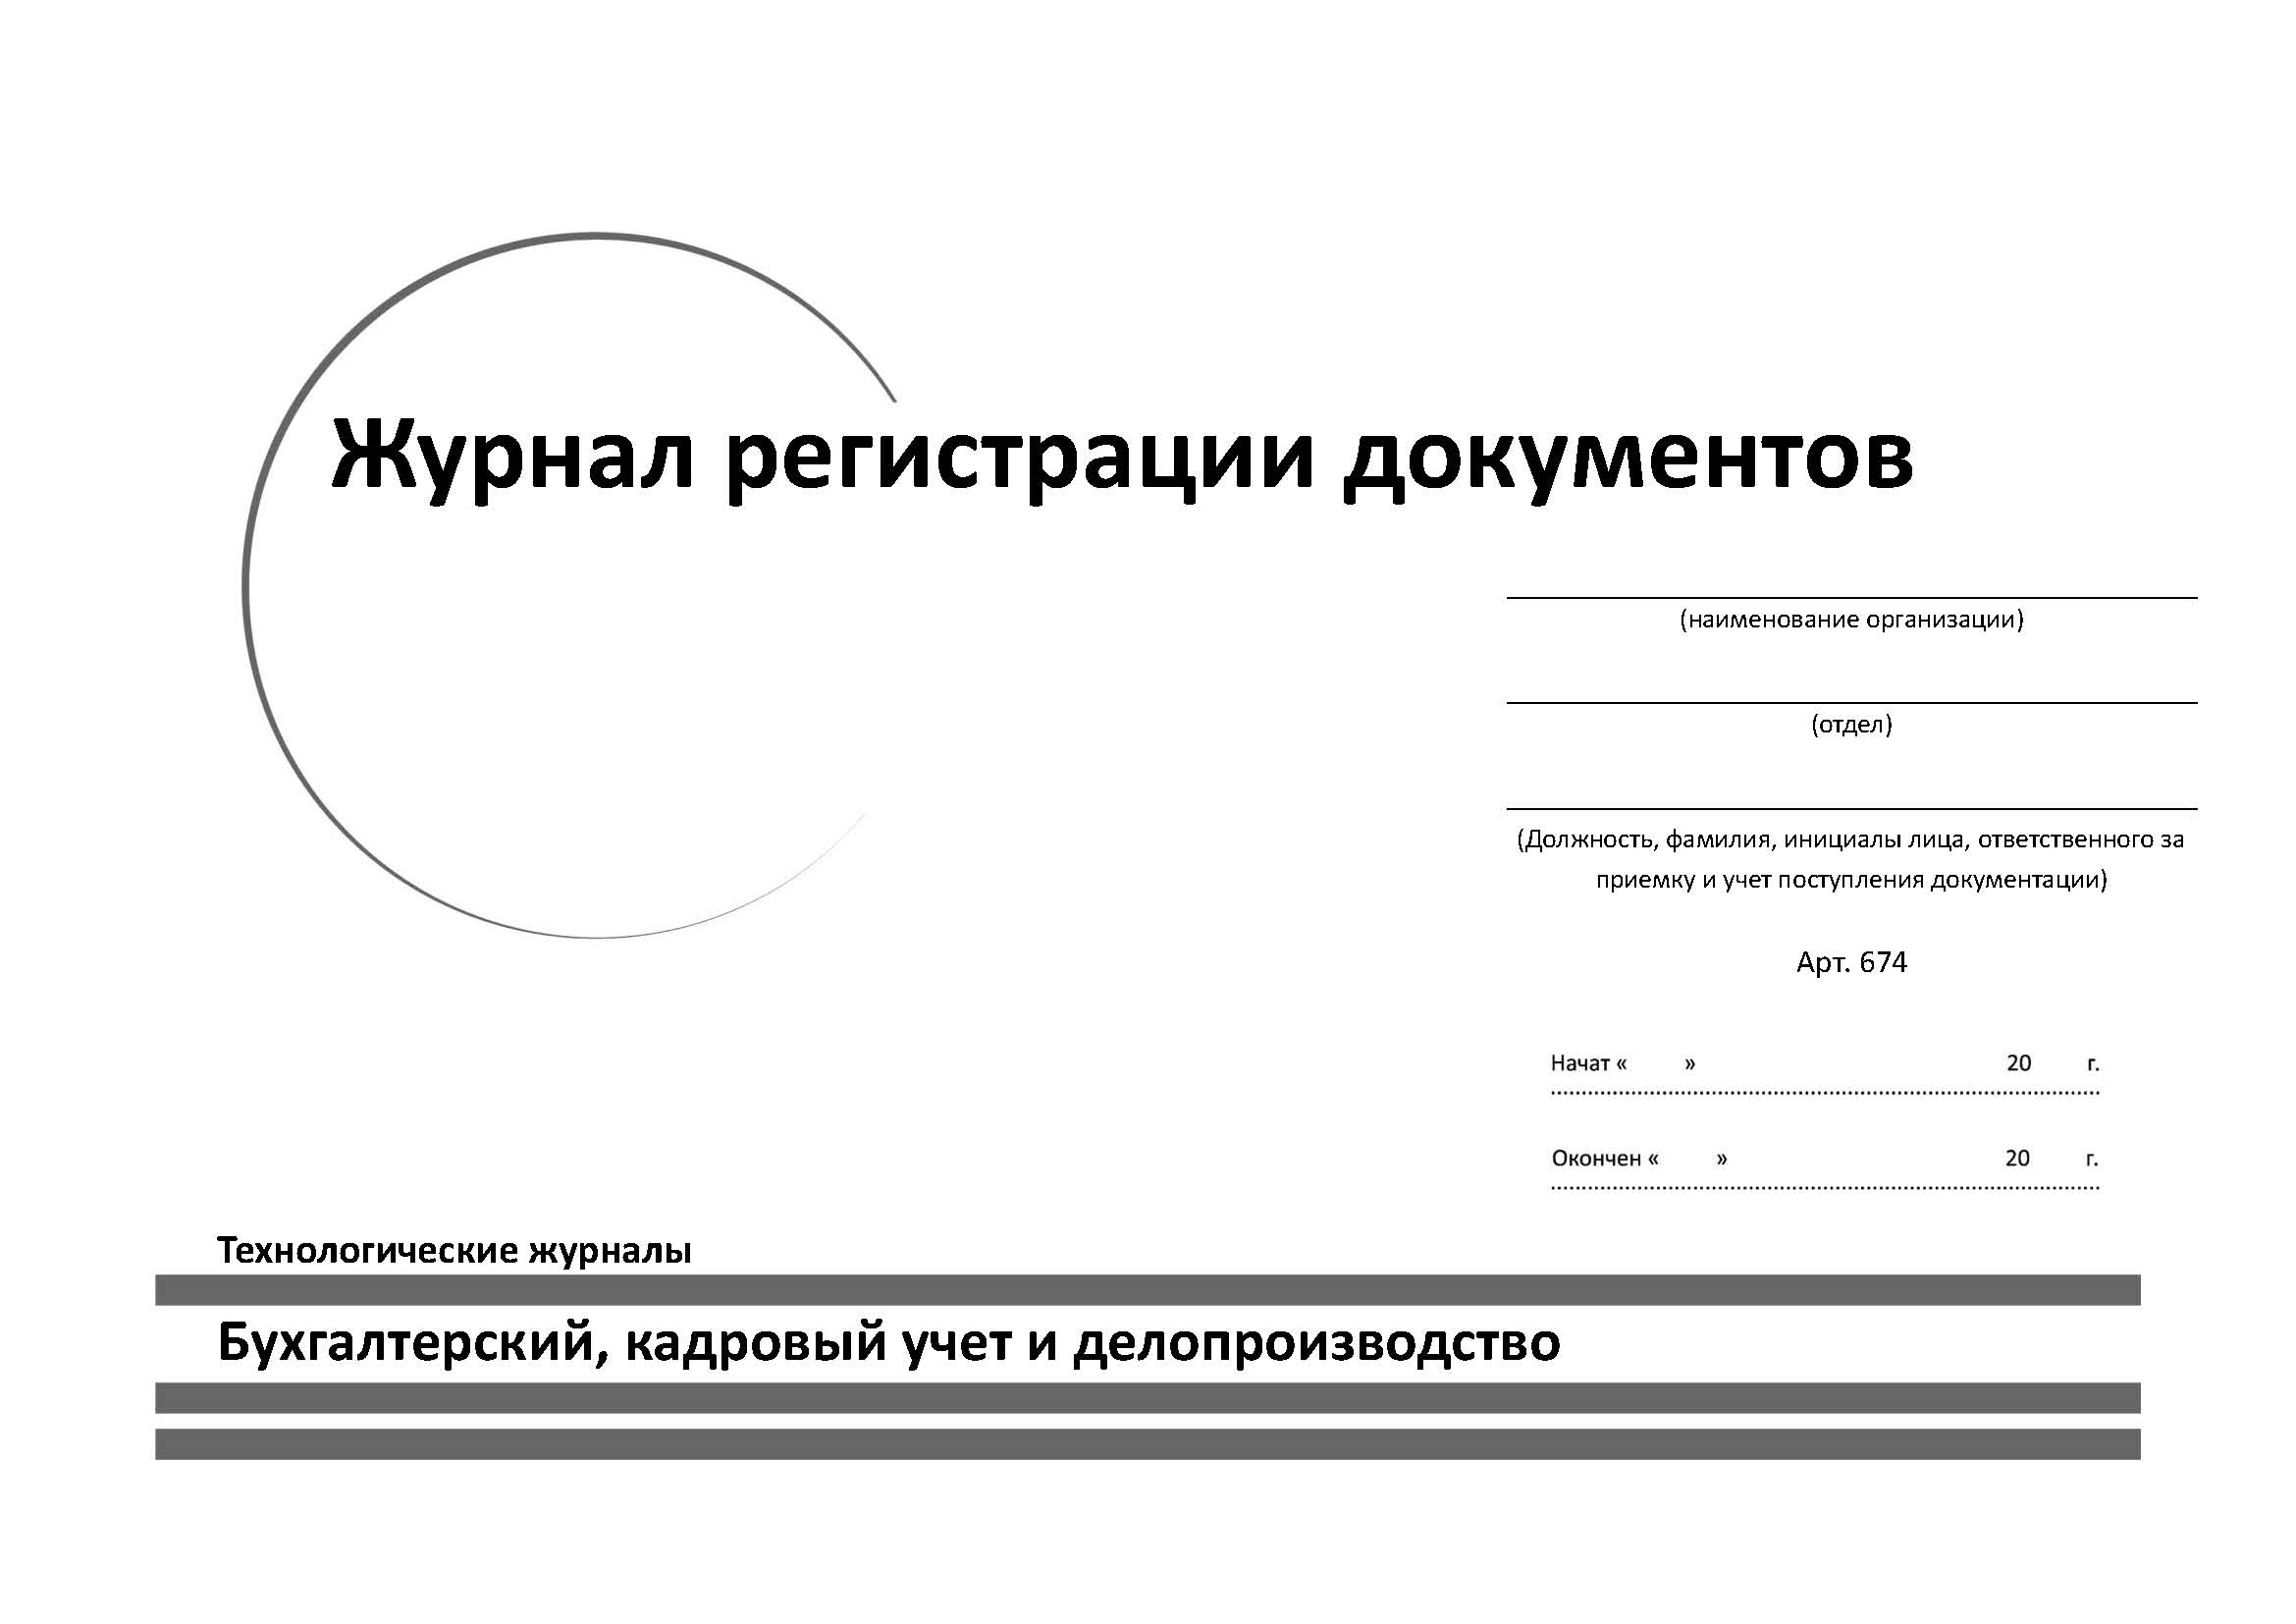 Журнал регистрации документов
(наименование организации)
(отдел)
(Должность, фамилия, инициалы лица, ответственного за
приемку и учет поступления документации)
Арт. 674
Начат « » 20 г.
Окончен « » 20 г.
Технологические журналы
Бухгалтерский, кадровый учет и делопроизводство